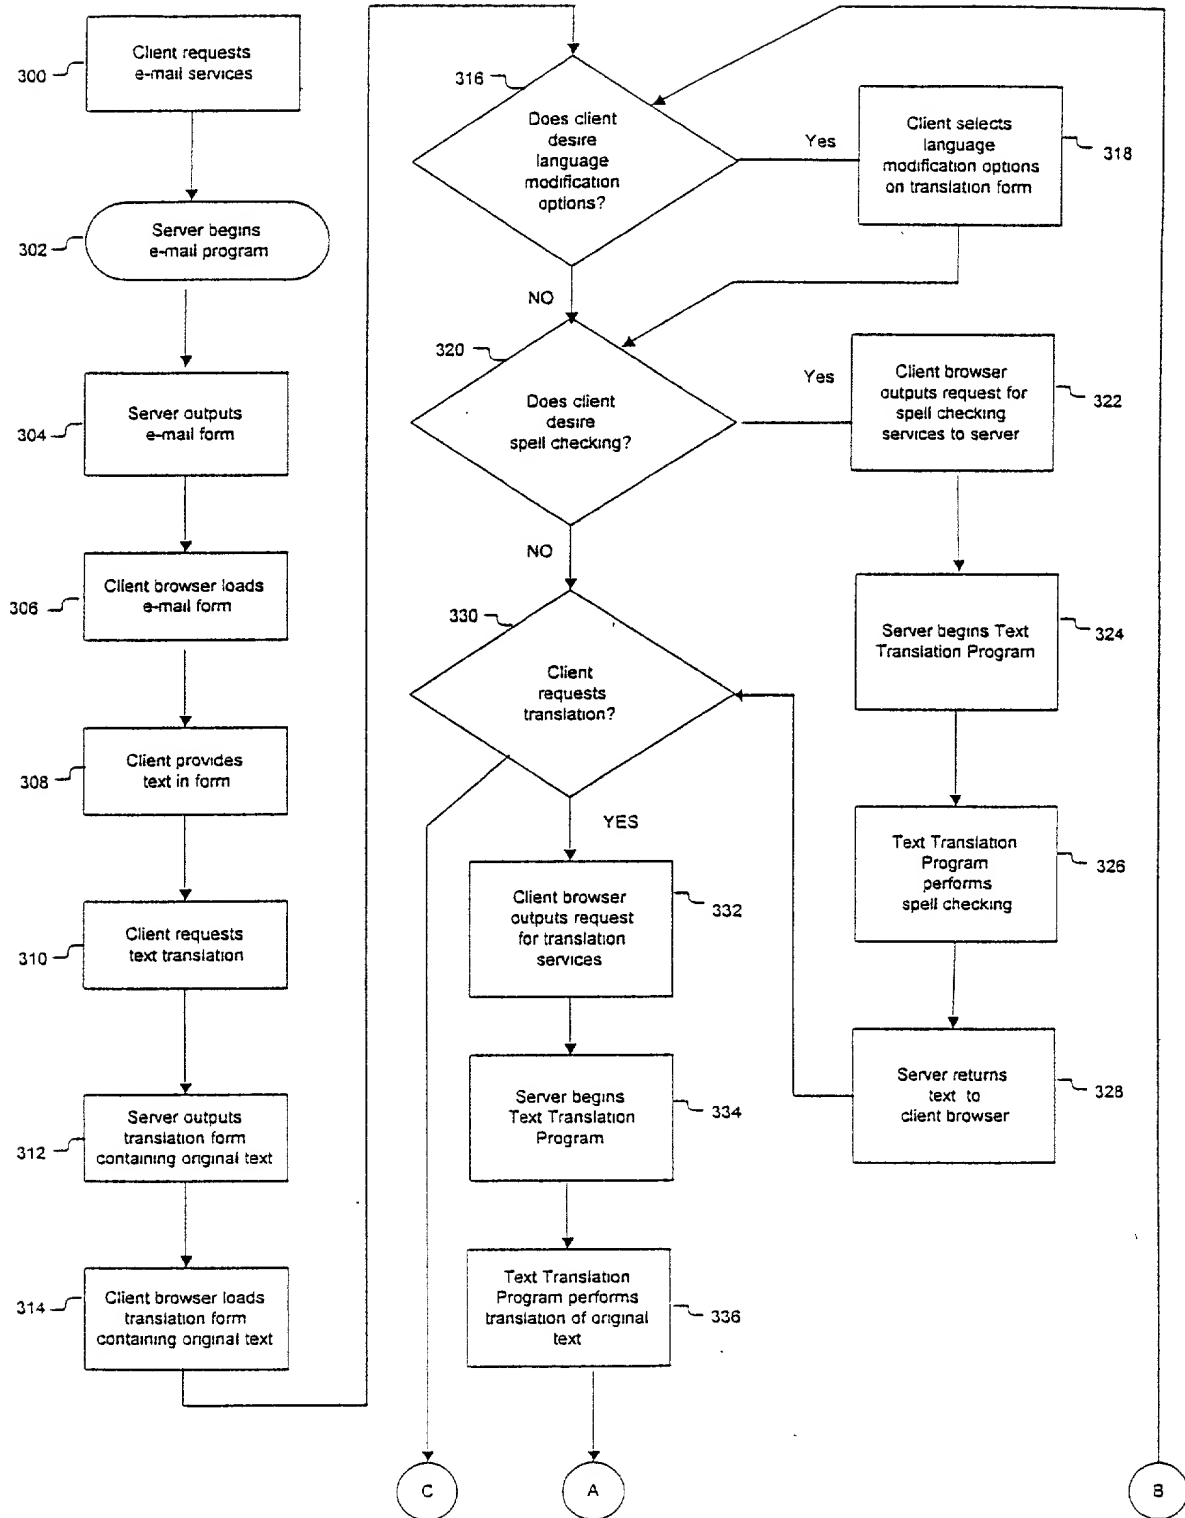 300
Client requests
e-mail services
302
Server begins
e-mail program
304
Server outputs
e-mail form
306
Client browser loads
e-mail form
308
Client provides
text in form
310
Client requests
text translation
312
Server outputs
translation form
containing original text
314
Client browser loads
translation form
containing original text
316
Does client
desire
language
modification
options?
Yes
Client selects
language
modification options
on translation form
318
NO
320
Does client
desire
spell checking?
Yes
Client browser
outputs request for
spell checking
services to server
322
NO
Server begins Text
Translation Program
324
Text Translation
Program
performs
spell checking
326
Server returns
text to
client browser
328
330
Client
requests
translation?
YES
Client browser
outputs request
for translation
services
332
Server begins
Text Translation
Program
334
Text Translation
Program performs
translation of original
text
336
C
A
B